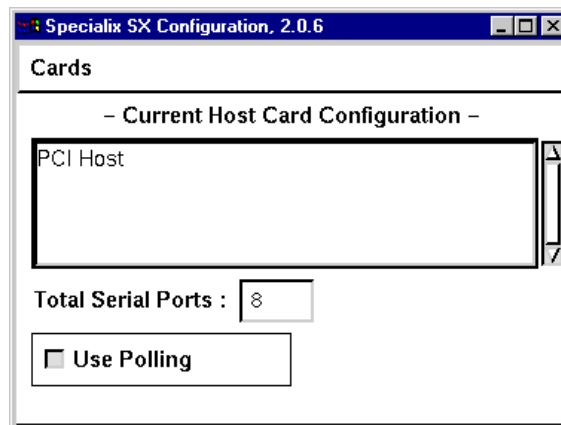 Specialix SX Configuration, 2.0.6
Cards
– Current Host Card Configuration –
PCI Host
Total Serial Ports : 8
Use Polling